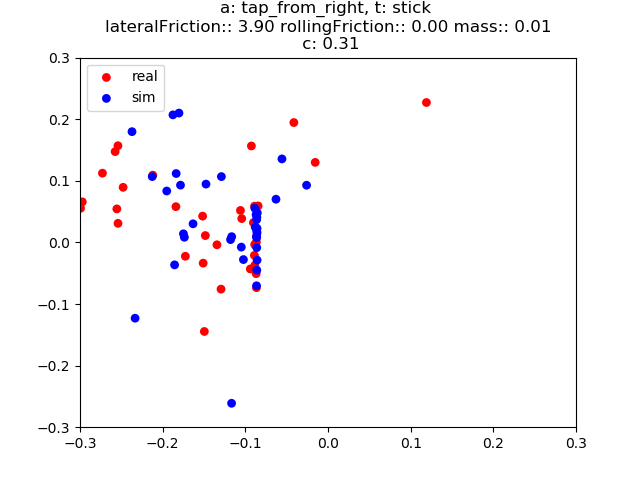 a: tap_from_right, t: stick
lateralFriction:: 3.90 rollingFriction:: 0.00 mass:: 0.01
c: 0.31
0.3
real
sim
0.2
0.1
0.0
−0.1
−0.2
−0.3
−0.3
−0.2
−0.1
0.0
0.1
0.2
0.3